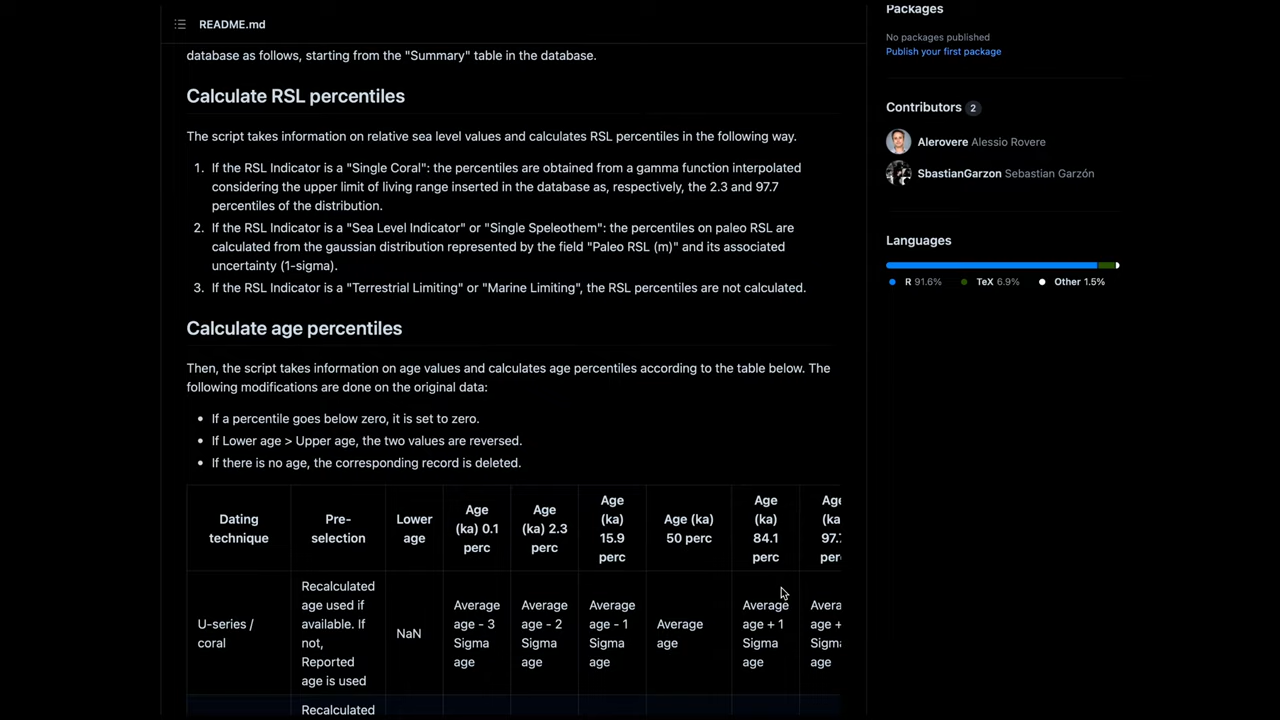 README.md
database as follows, starting from the "Summary" table in the database.
Calculate RSL percentiles
The script takes information on relative sea level values and calculates RSL percentiles in the following way.
1. If the RSL Indicator is a "Single Coral": the percentiles are obtained from a gamma function interpolated
considering the upper limit of living range inserted in the database as, respectively, the 2.3 and 97.7
percentiles of the distribution.
2. If the RSL Indicator is a "Sea Level Indicator" or "Single Speleothem": the percentiles on paleo RSL are
calculated from the gaussian distribution represented by the field "Paleo RSL (m)" and its associated
uncertainty (1-sigma).
3. If the RSL Indicator is a "Terrestrial Limiting" or "Marine Limiting", the RSL percentiles are not calculated.
Calculate age percentiles
Then, the script takes information on age values and calculates age percentiles according to the table below. The
following modifications are done on the original data:
• If a percentile goes below zero, it is set to zero.
• If Lower age > Upper age, the two values are reversed.
• If there is no age, the corresponding record is deleted.
Dating
technique
Pre-
selection
Lower
age
Age
(ka) 0.1
perc
Age
(ka) 2.3
perc
Age
(ka)
15.9
perc
Age (ka)
50 perc
Age
(ka)
84.1
perc
Age
(ka
97.
per
U-series /
coral
Recalculated
age used if
available. If
not,
Reported
age is used
NaN
Average
age - 3
Sigma
age
Average
age - 2
Sigma
age
Average
age - 1
Sigma
age
Average
age
Average
age + 1
Sigma
age
Avera
age +
Sigma
age
Recalculated
Packages
No packages published
Publish your first package
Contributors 2
Alerovere Alessio Rovere
SbastianGarzon Sebastian Garzón
Languages
R 91.6% TeX 6.9% Other 1.5%